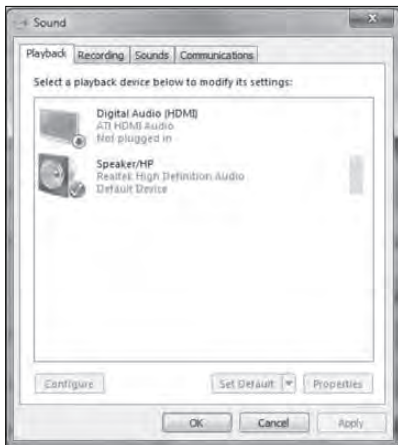 Sound
Playback Recording Sounds Communications
Select a playback device below to modify its settings:
Digital Audio (HDMI)
ATI HDMI Audio
Not plugged in
Speaker/HP
Realtek High Definition Audio
Default Device
Configure Set Default Properties
OK Cancel Apply